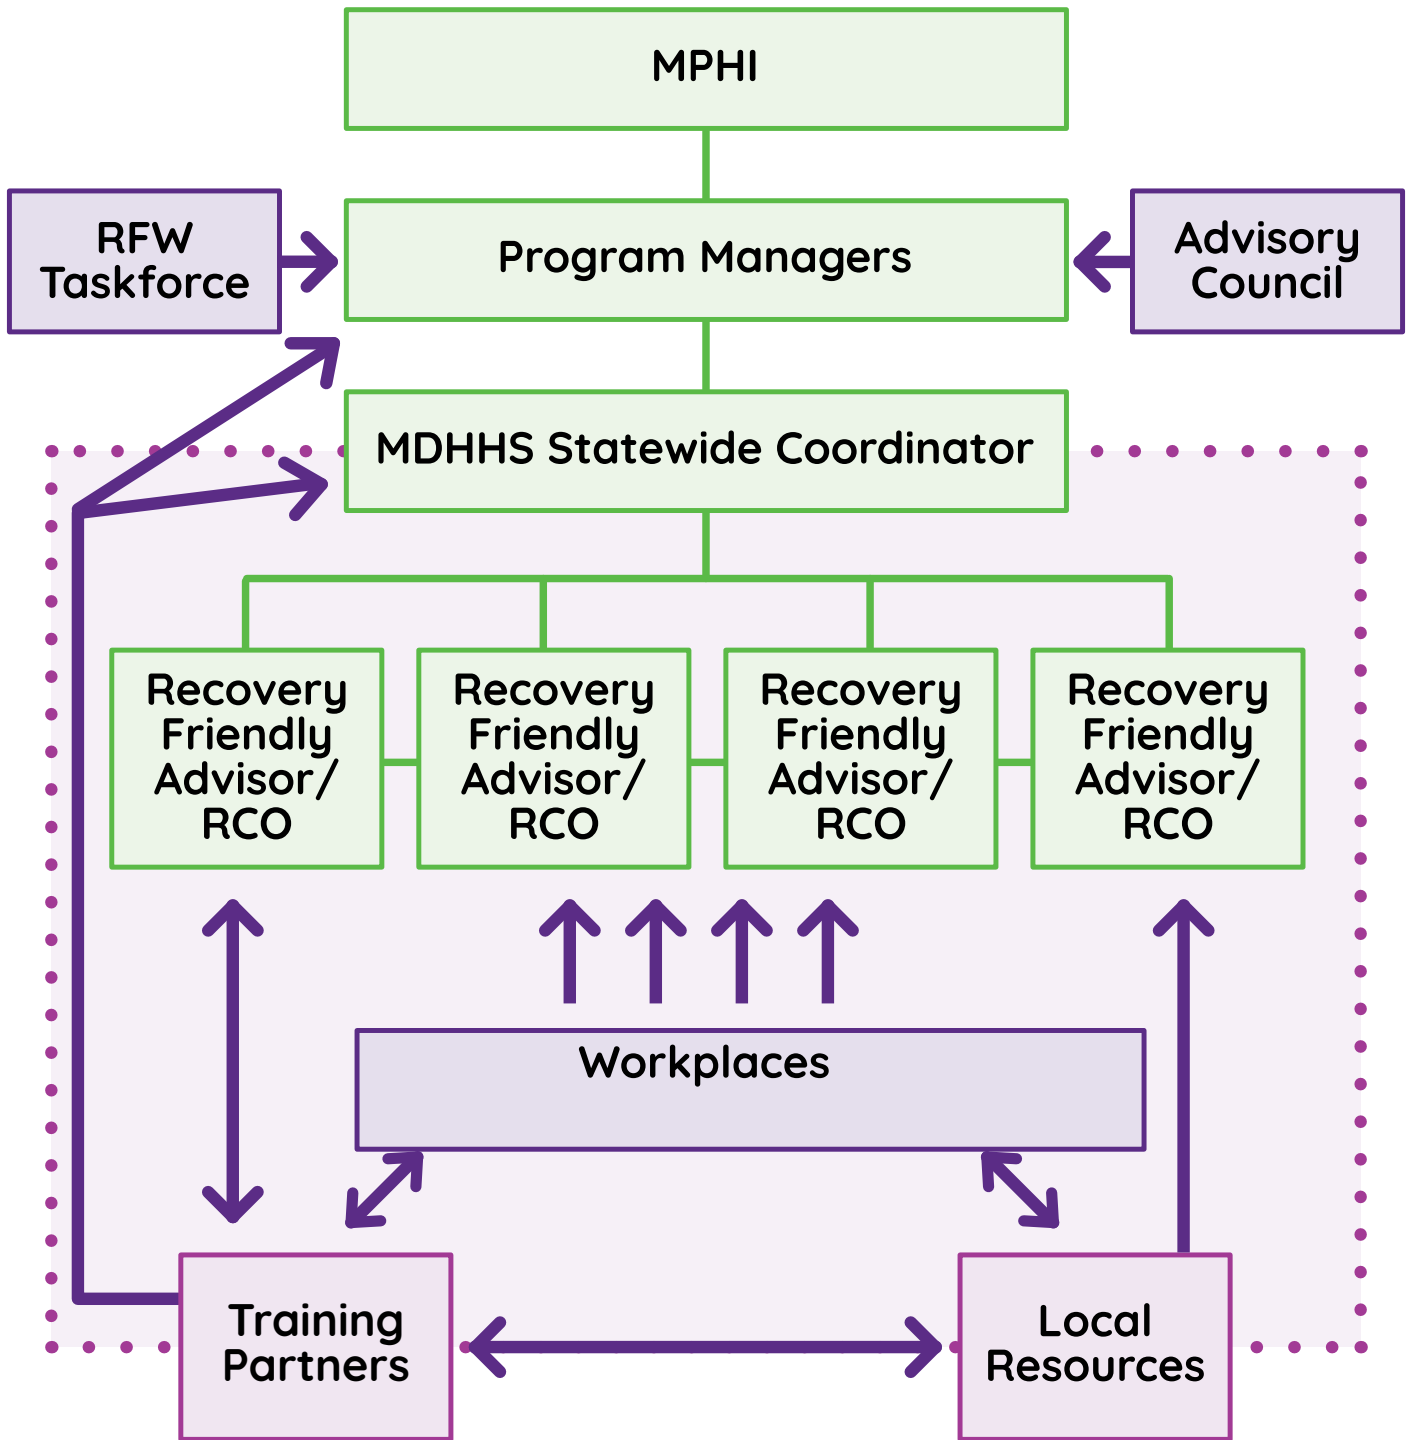 MPHI
RFW
Taskforce
Program Managers
Advisory
Council
MDHHS Statewide Coordinator
Recovery
Friendly
Advisor/
RCO
Recovery
Friendly
Advisor/
RCO
Recovery
Friendly
Advisor/
RCO
Recovery
Friendly
Advisor/
RCO
Workplaces
Training
Partners
Local
Resources